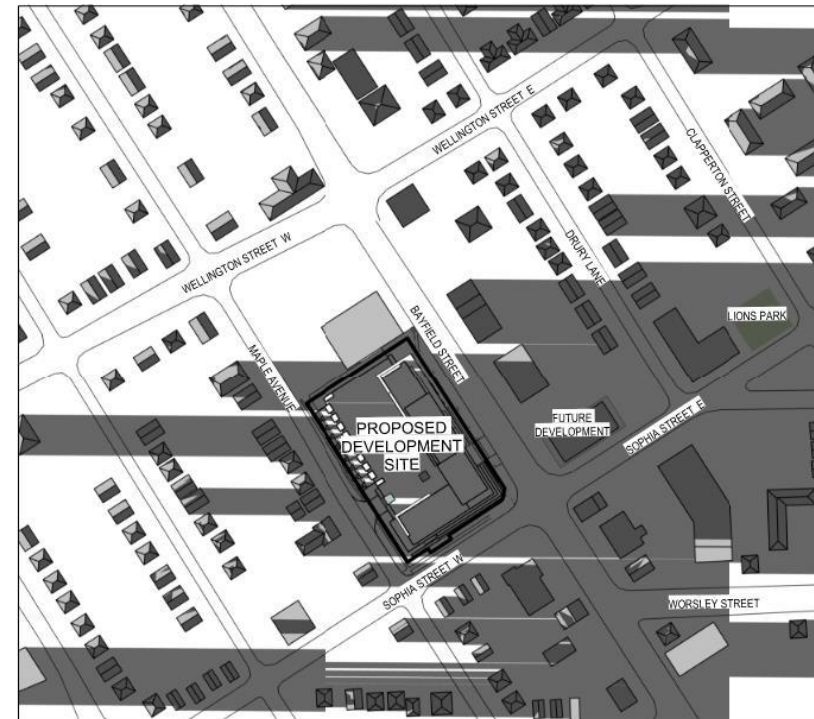 WELLINGTON STREET E
CLAPPERTON STREET
WELLINGTON STREET W
DRURY LANE
BAYFIELD STREET
LIONS PARK
MAPLE AVENUE
PROPOSED
DEVELOPMENT
SITE
FUTURE
DEVELOPMENT
SOPHIA STREET E
SOPHIA STREET W
WORSLEY STREET